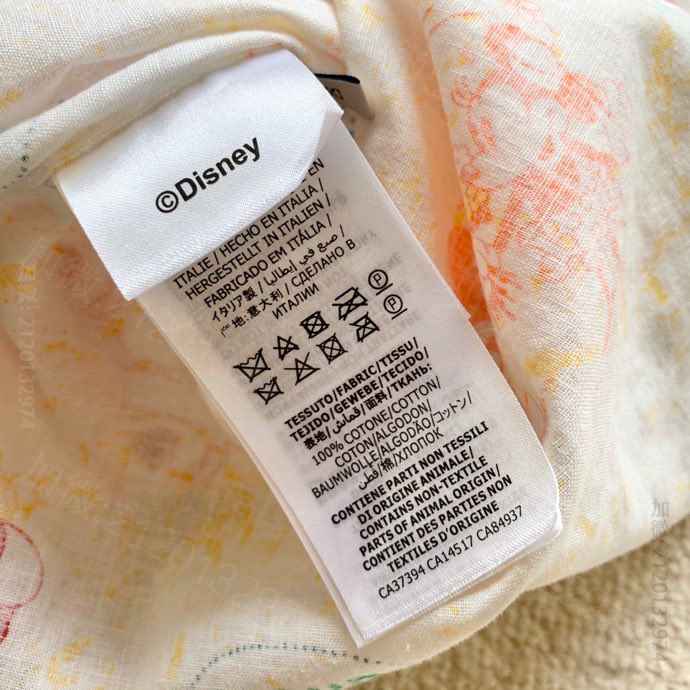 ©Disney
ITALIE / HECHO EN ITALIA /
HERGESTELLT IN ITALIEN /
FABRICADO EM ITÁLIA /
イタリア製 / صنع في إيطاليا /
产地:意大利 / СДЕЛАНО В
ИТАЛИИ
TESSUTO/FABRIC/TISSU/
TEJIDO/GEWEBE/TECIDO/
表地/قماش/面料/ТКАНЬ:
100% COTONE/COTTON/
COTON/ALGODON/
BAUMWOLLE/ALGODÃO/コットン/
قطن/棉/ХЛОПОК
CONTIENE PARTI NON TESSILI
DI ORIGINE ANIMALE/
CONTAINS NON-TEXTILE
PARTS OF ANIMAL ORIGIN/
CONTIENT DES PARTIES NON
TEXTILES D'ORIGINE
CA37394 CA14517 CA84937